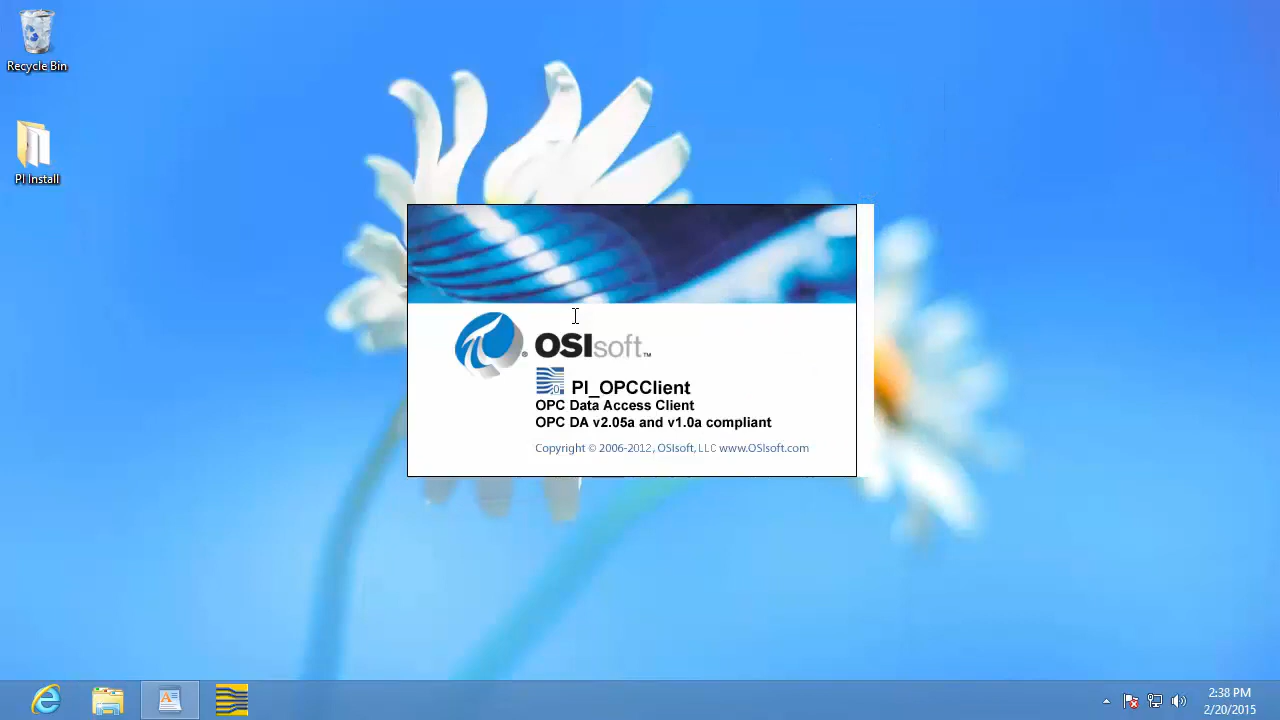 Recycle Bin
PI Install
OSIsoft™
PI_OPCClient
OPC Data Access Client
OPC DA v2.05a and v1.0a compliant
Copyright © 2006-2012, OSIsoft, LLC www.OSIsoft.com
2:38 PM
2/20/2015